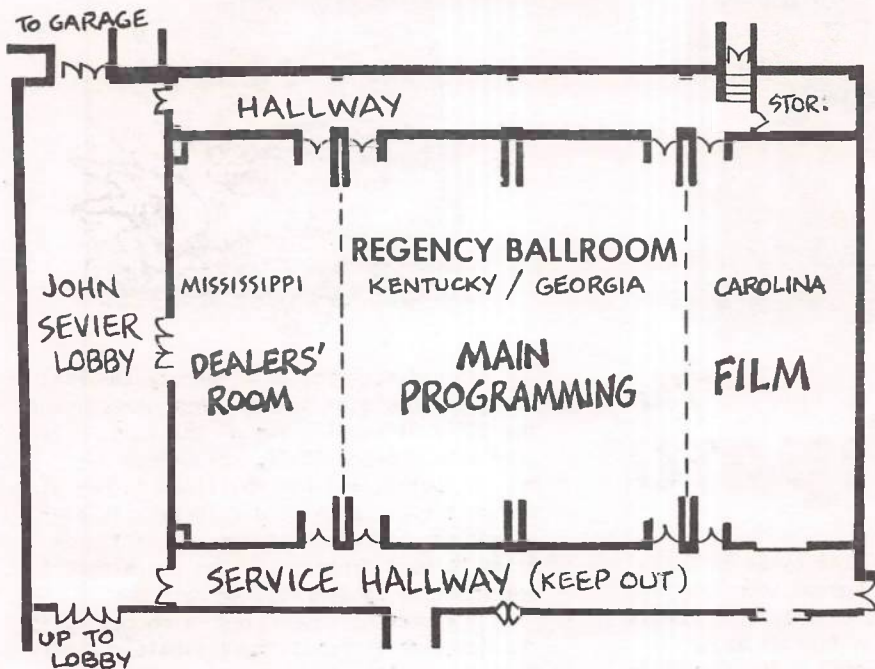 TO GARAGE
HALLWAY
STOR.
REGENCY BALLROOM
JOHN
SEVIER
LOBBY
MISSISSIPPI
KENTUCKY / GEORGIA
CAROLINA
DEALERS'
ROOM
MAIN
PROGRAMMING
FILM
SERVICE HALLWAY (KEEP OUT)
UP TO
LOBBY